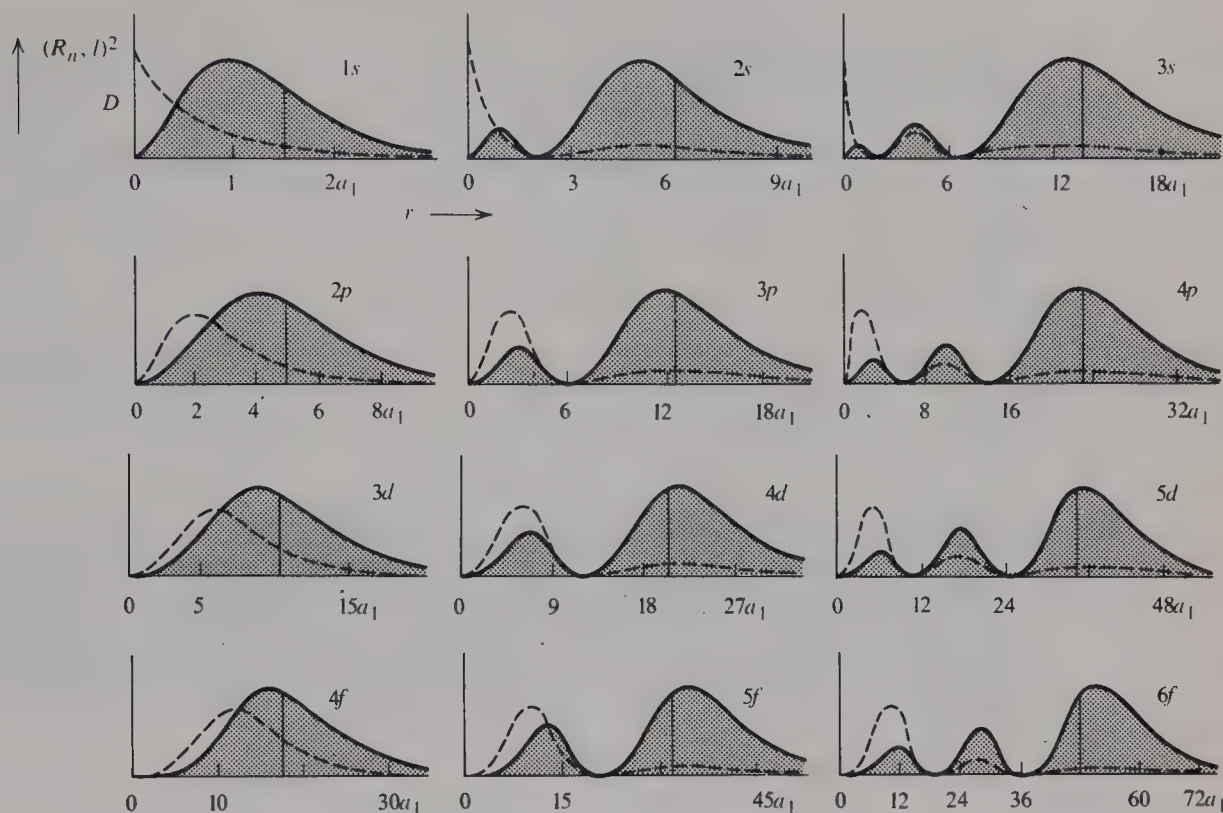 (R_n, l)^2
D
1s
2s
3s
0 1 2a_1
0 3 6 9a_1
0 6 12 18a_1
r
2p
3p
4p
0 2 4 6 8a_1
0 6 12 18a_1
0 8 16 32a_1
3d
4d
5d
0 5 15a_1
0 9 18 27a_1
0 12 24 48a_1
4f
5f
6f
0 10 30a_1
0 15 45a_1
0 12 24 36 60 72a_1